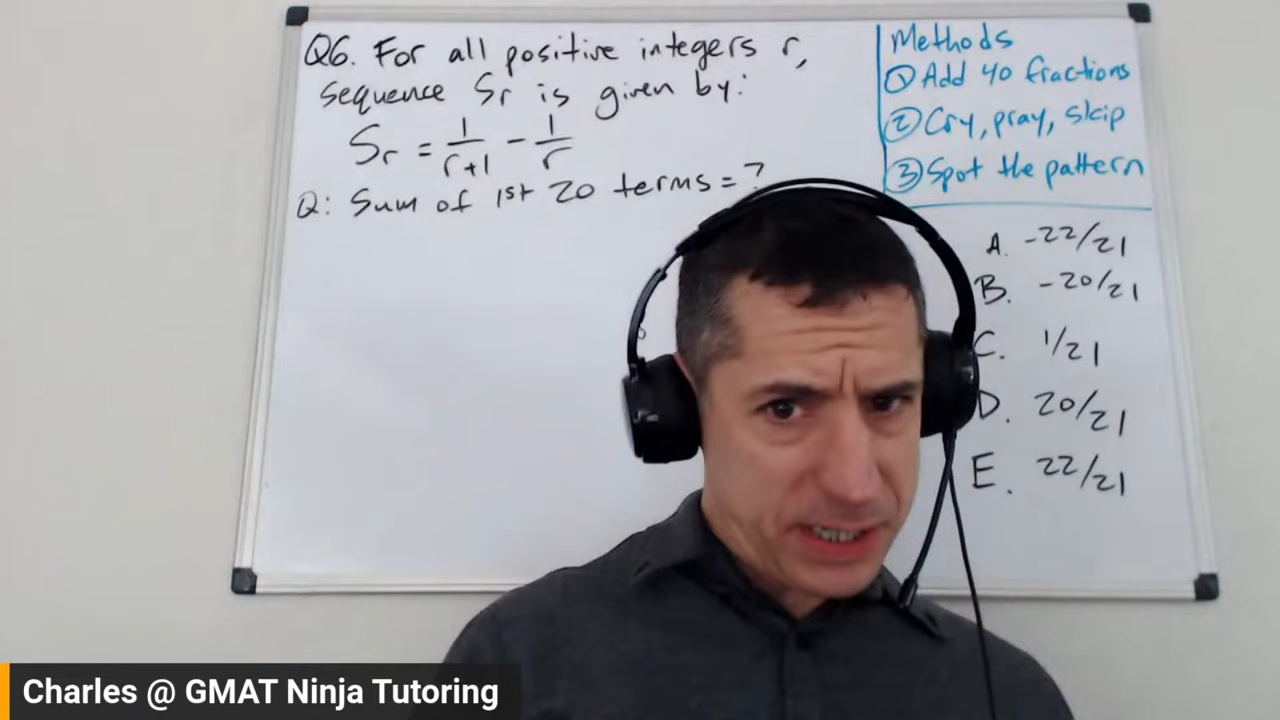 Q6. For all positive integers r,
sequence Sr is given by:
Sr = 1/(r+1) - 1/r
Q: Sum of 1st 20 terms = ?
Methods
① Add 40 fractions
② Cry, pray, skip
③ Spot the pattern
A. -22/21
B. -20/21
C. 1/21
D. 20/21
E. 22/21
Charles @ GMAT Ninja Tutoring